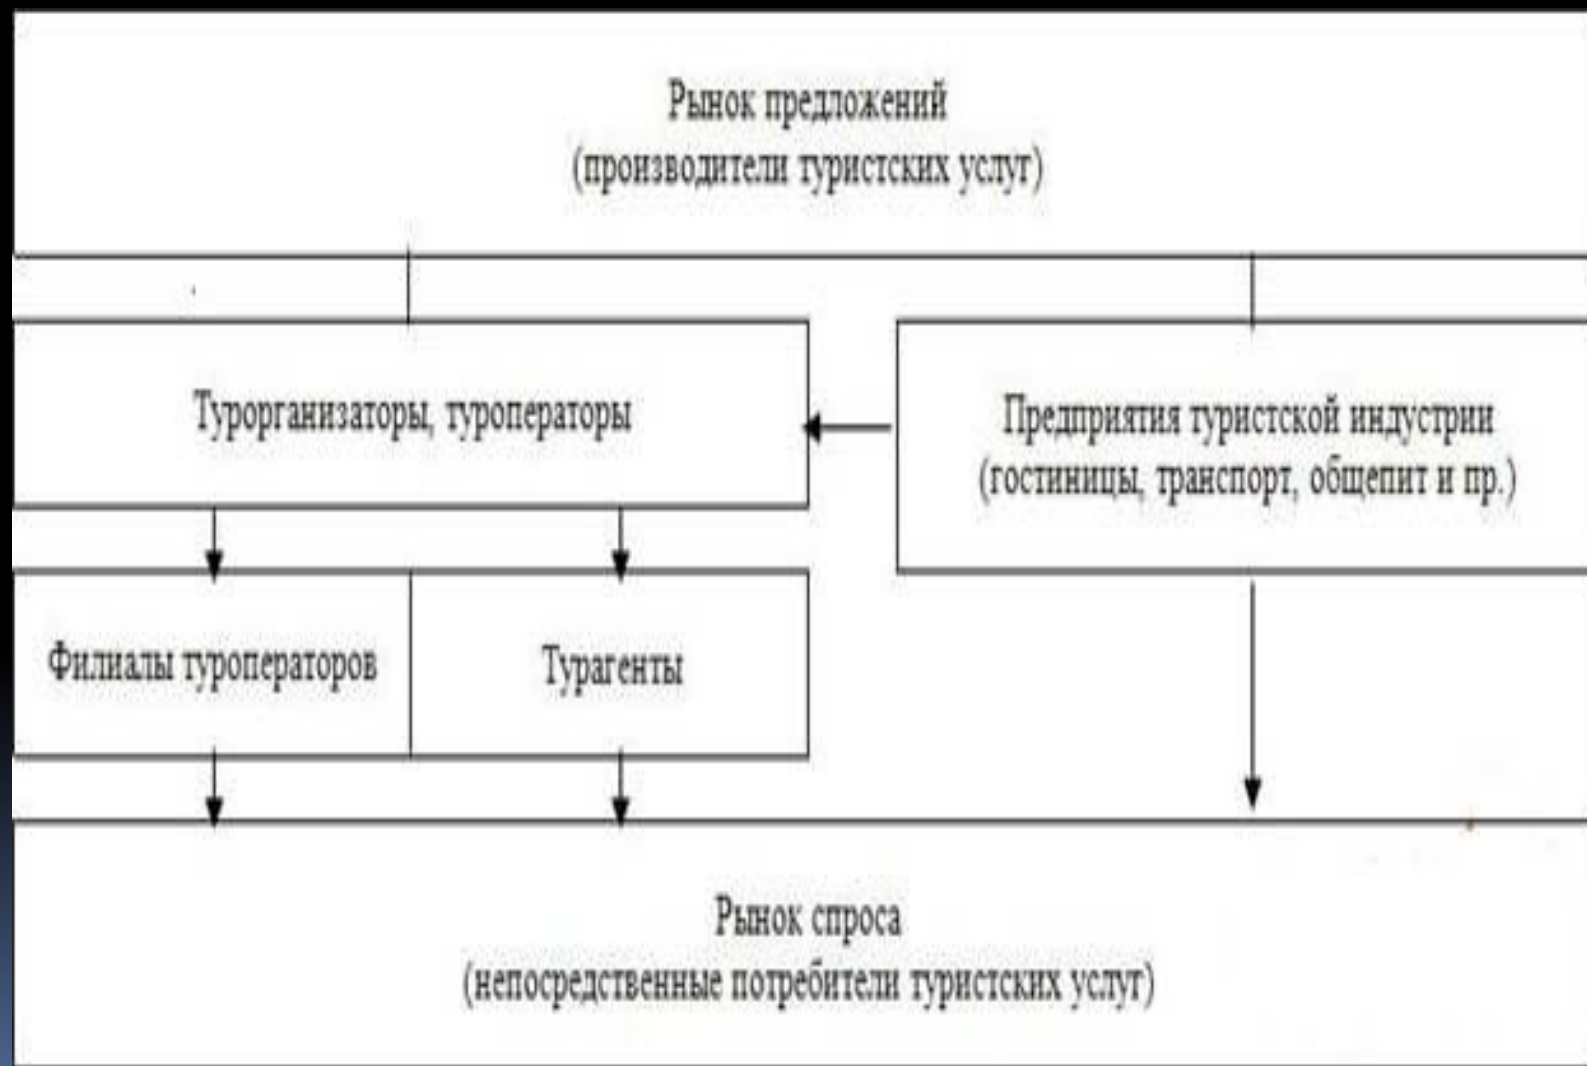 Рынок предложений
(производители туристских услуг)
Турорганизаторы, туроператоры
Предприятия туристской индустрии
(гостиницы, транспорт, общепит и пр.)
Филиалы туроператоров
Турагенты
Рынок спроса
(непосредственные потребители туристских услуг)